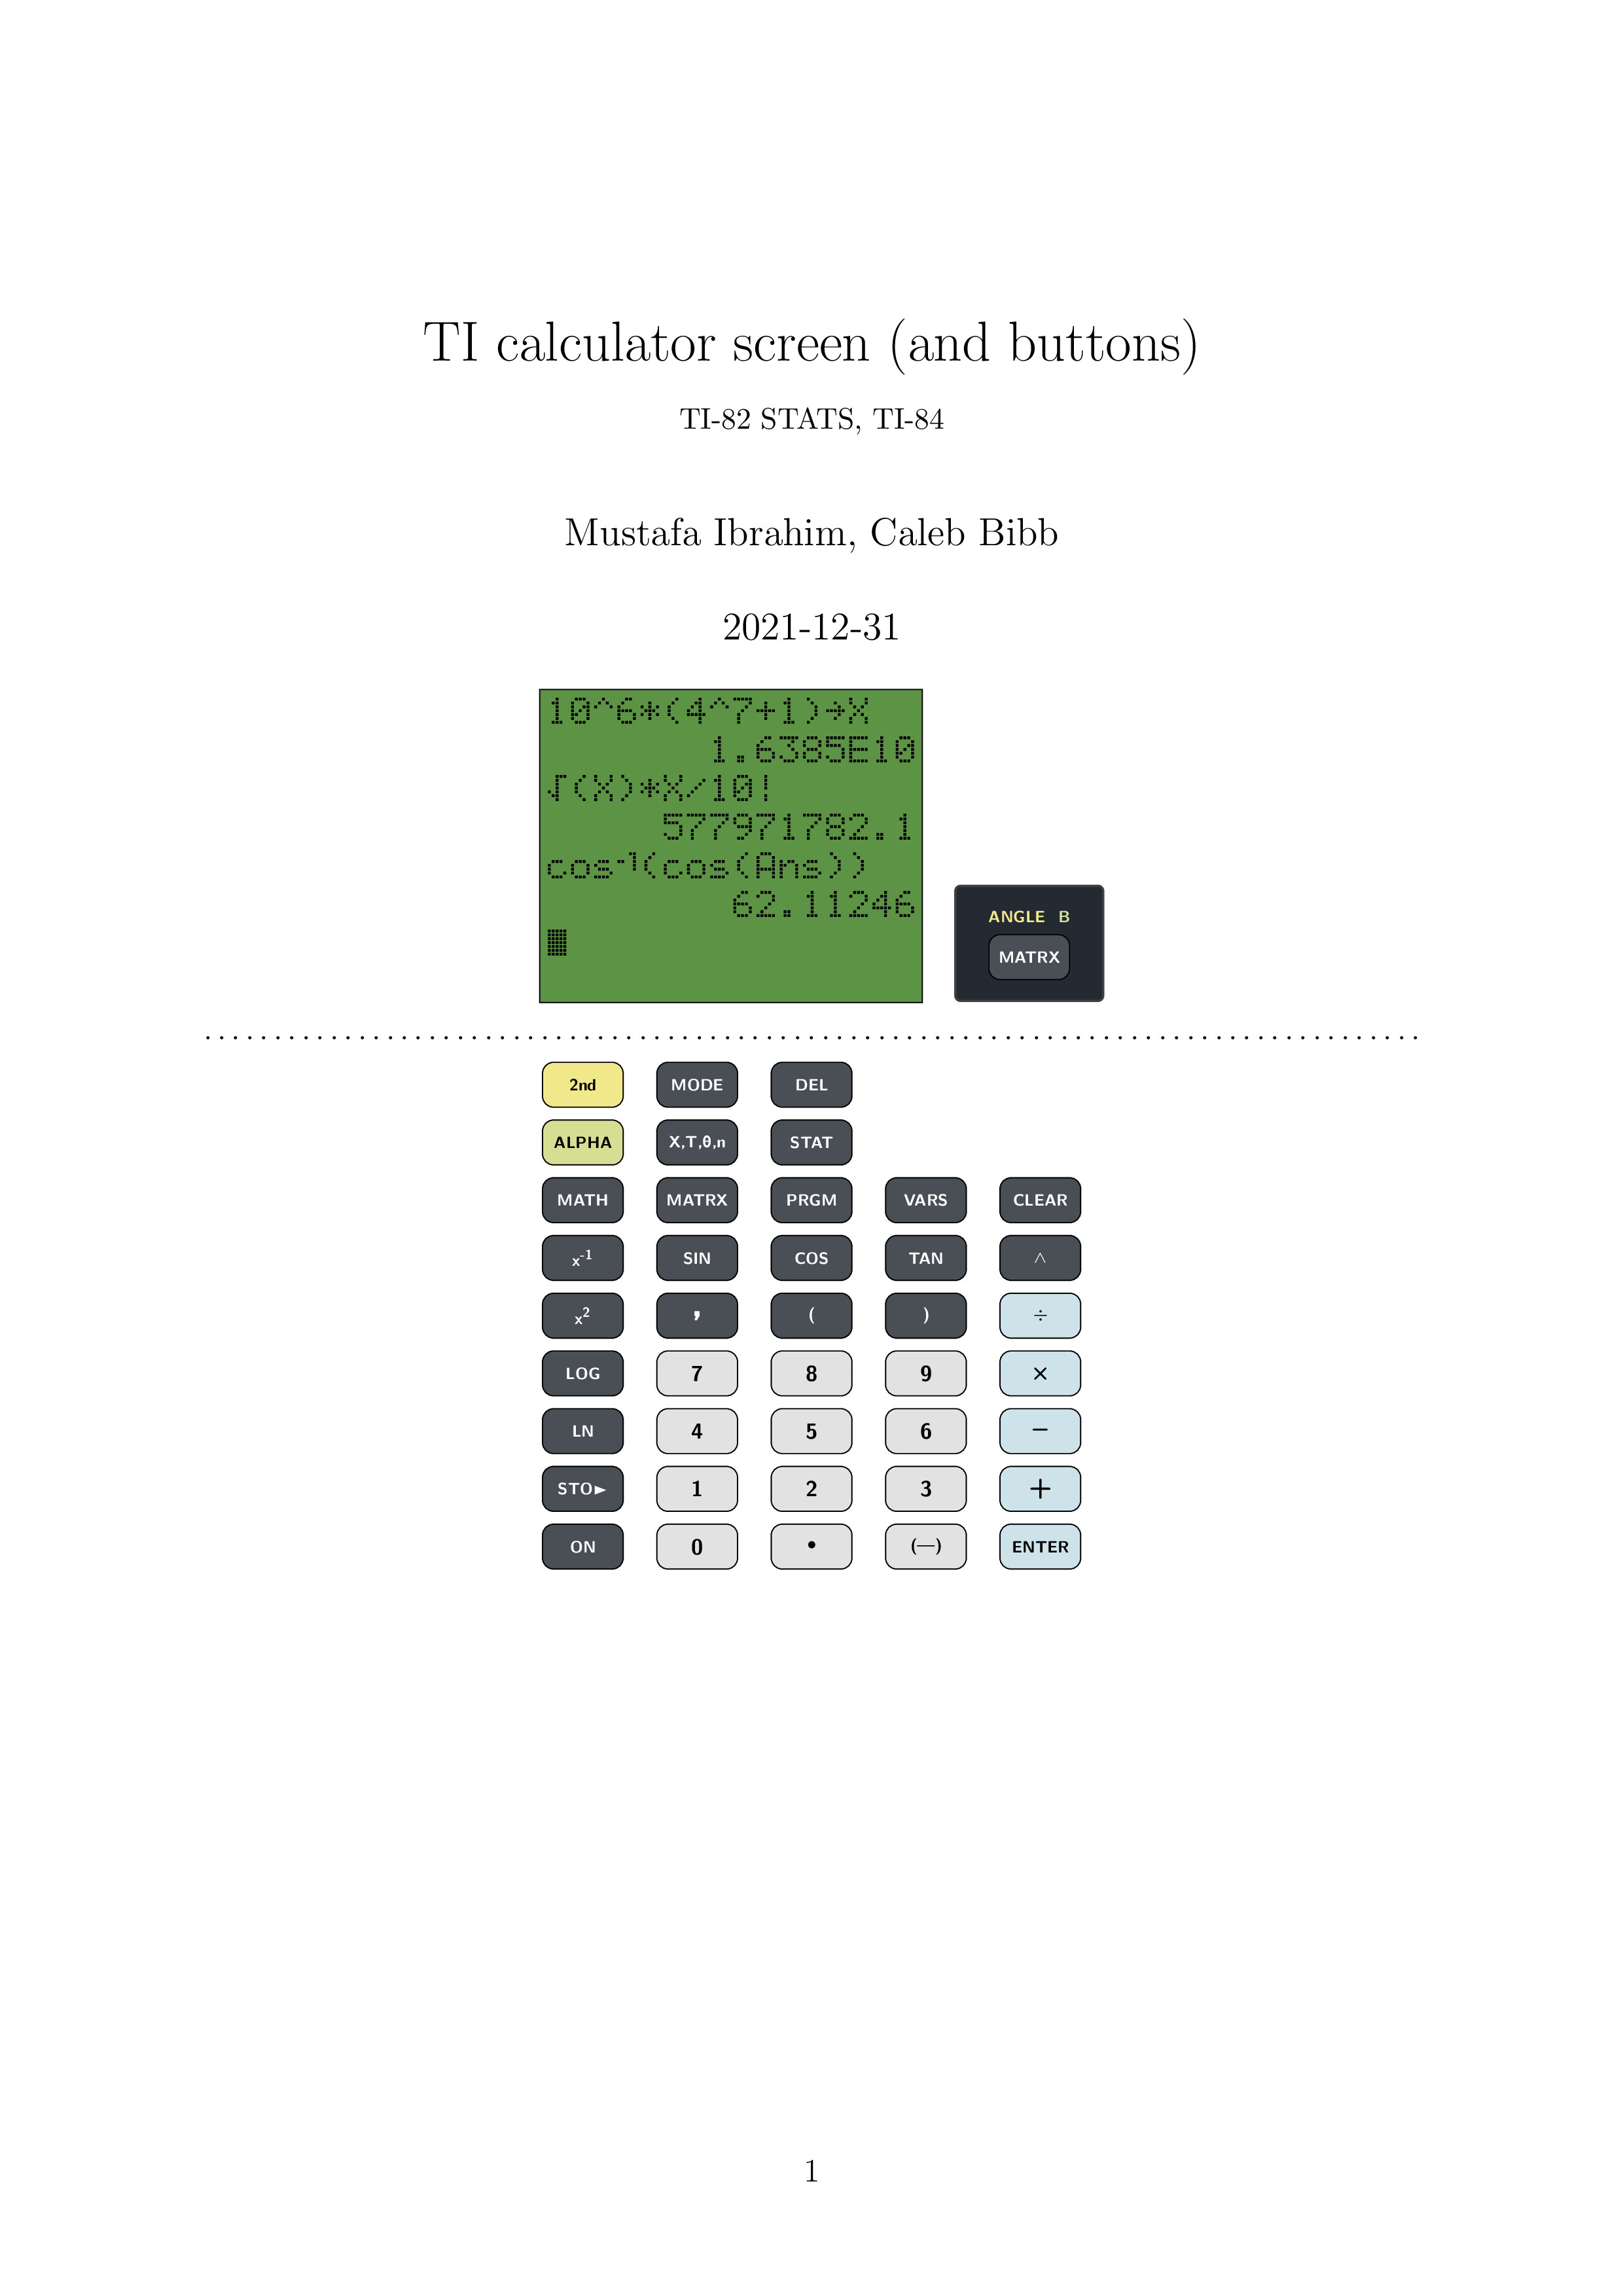 TI calculator screen (and buttons)
TI-82 STATS, TI-84
Mustafa Ibrahim, Caleb Bibb
2021-12-31
10^6*(4^7+1)→X
1.6385E10
√(X)*X/10!
577971782.1
cos⁻¹(cos(Ans))
62.11246
ANGLE B
MATRX
2nd MODE DEL
ALPHA X,T,θ,n STAT
MATH MATRX PRGM VARS CLEAR
x⁻¹ SIN COS TAN ^
x² , ( ) ÷
LOG 7 8 9 ×
LN 4 5 6 −
STO► 1 2 3 +
ON 0 • (—) ENTER
1